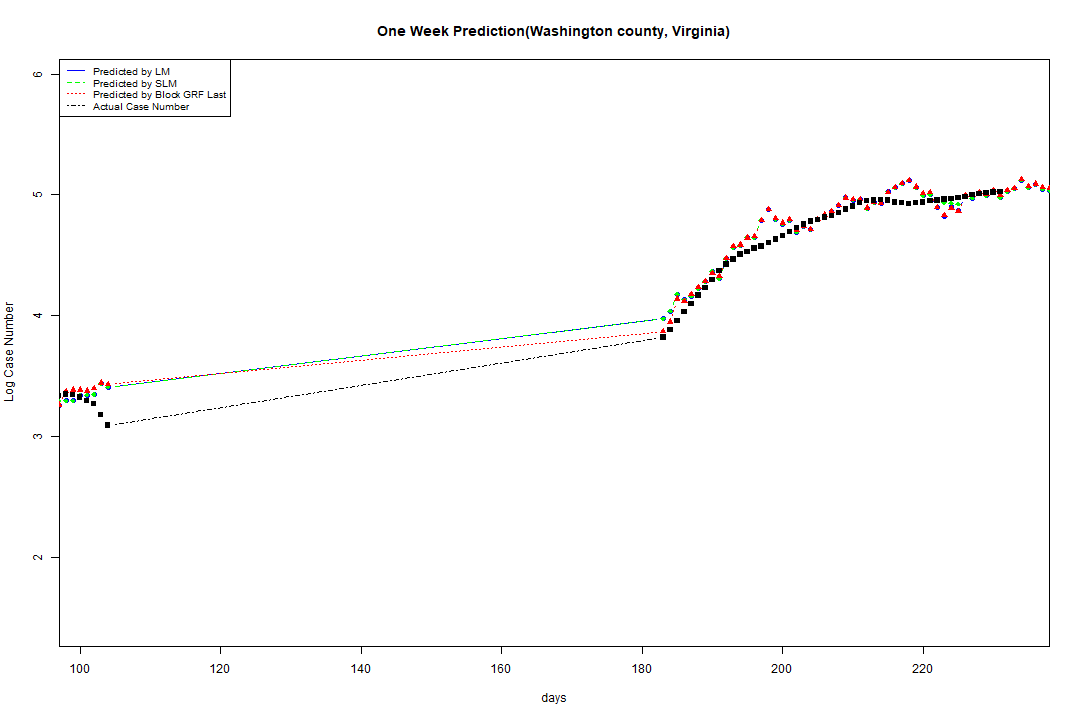 One Week Prediction(Washington county, Virginia)
Predicted by LM
Predicted by SLM
Predicted by Block GRF Last
Actual Case Number
6
5
4
3
2
Log Case Number
100 120 140 160 180 200 220
days